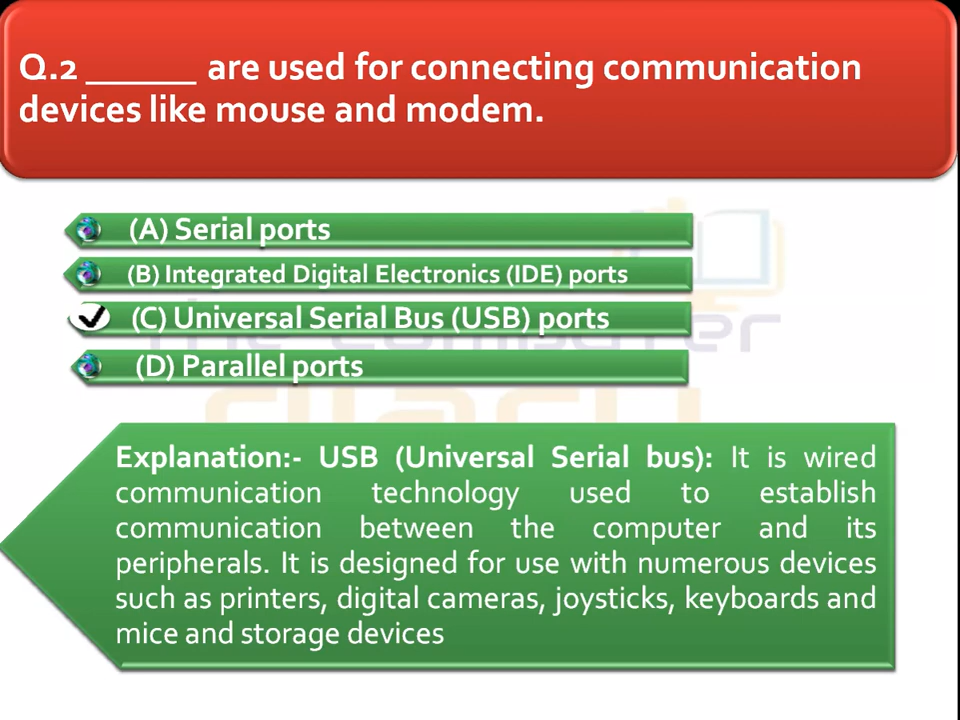 Q.2 ______ are used for connecting communication
devices like mouse and modem.
(A) Serial ports
(B) Integrated Digital Electronics (IDE) ports
(C) Universal Serial Bus (USB) ports
(D) Parallel ports
the computer
Explanation:- USB (Universal Serial bus): It is wired
communication technology used to establish
communication between the computer and its
peripherals. It is designed for use with numerous devices
such as printers, digital cameras, joysticks, keyboards and
mice and storage devices